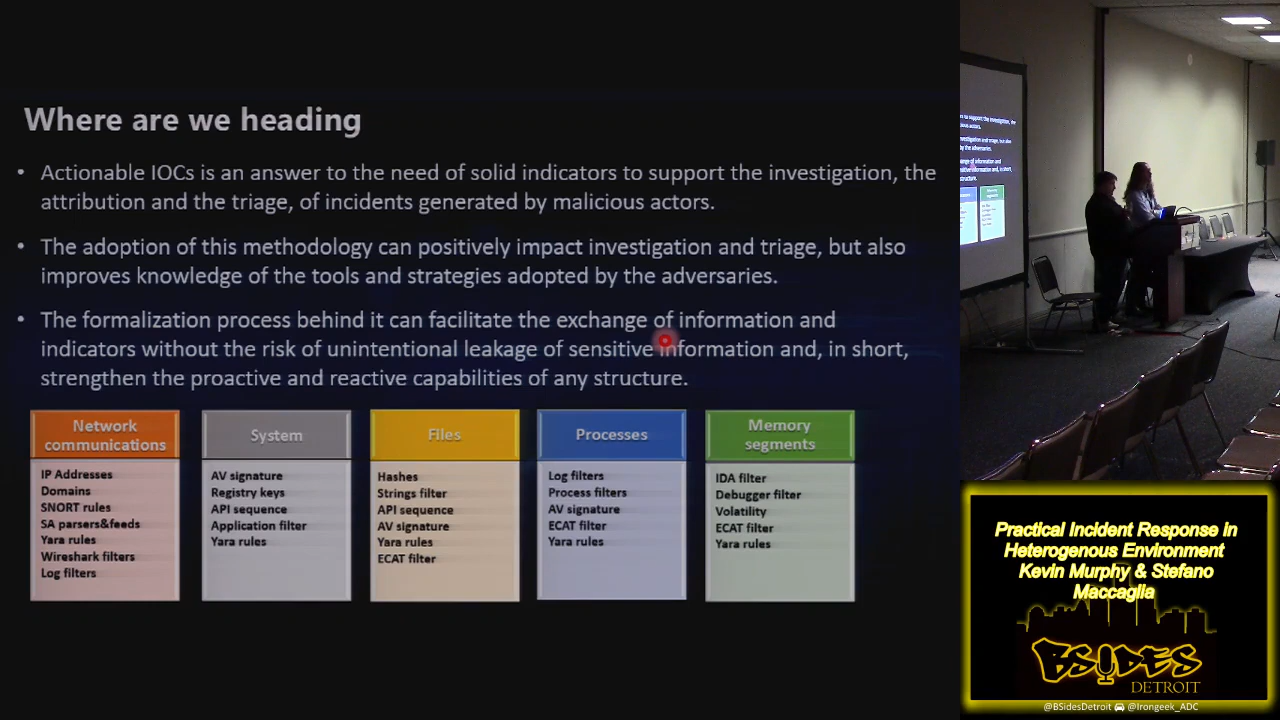 Where are we heading
• Actionable IOCs is an answer to the need of solid indicators to support the investigation, the
attribution and the triage, of incidents generated by malicious actors.
• The adoption of this methodology can positively impact investigation and triage, but also
improves knowledge of the tools and strategies adopted by the adversaries.
• The formalization process behind it can facilitate the exchange of information and
indicators without the risk of unintentional leakage of sensitive information and, in short,
strengthen the proactive and reactive capabilities of any structure.
Network
communications
IP Addresses
Domains
SNORT rules
SA parsers&feeds
Yara rules
Wireshark filters
Log filters
System
AV signature
Registry keys
API sequence
Application filter
Yara rules
Files
Hashes
Strings filter
API sequence
AV signature
Yara rules
ECAT filter
Processes
Log filters
Process filters
AV signature
ECAT filter
Yara rules
Memory
segments
IDA filter
Debugger filter
Volatility
ECAT filter
Yara rules
Practical Incident Response in
Heterogenous Environment
Kevin Murphy & Stefano
Maccaglia
BSIDES
DETROIT
@BSidesDetroit @Irongeek_ADC